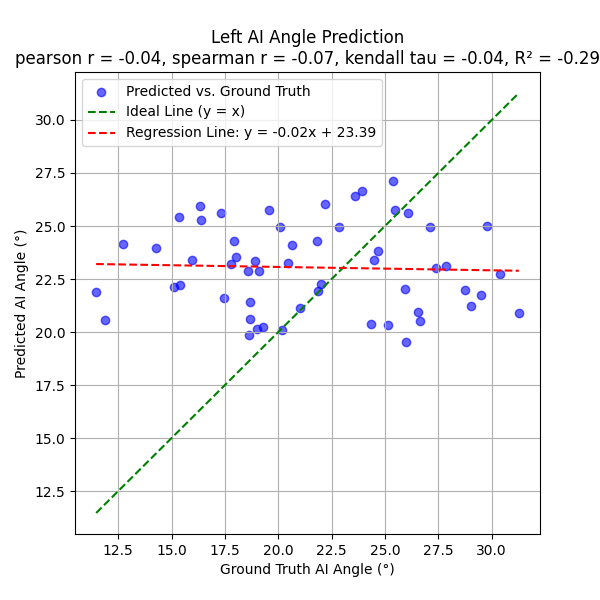 Left AI Angle Prediction
pearson r = -0.04, spearman r = -0.07, kendall tau = -0.04, R² = -0.29
Predicted vs. Ground Truth
Ideal Line (y = x)
Regression Line: y = -0.02x + 23.39
Predicted AI Angle (°)
30.0
27.5
25.0
22.5
20.0
17.5
15.0
12.5
12.5 15.0 17.5 20.0 22.5 25.0 27.5 30.0
Ground Truth AI Angle (°)